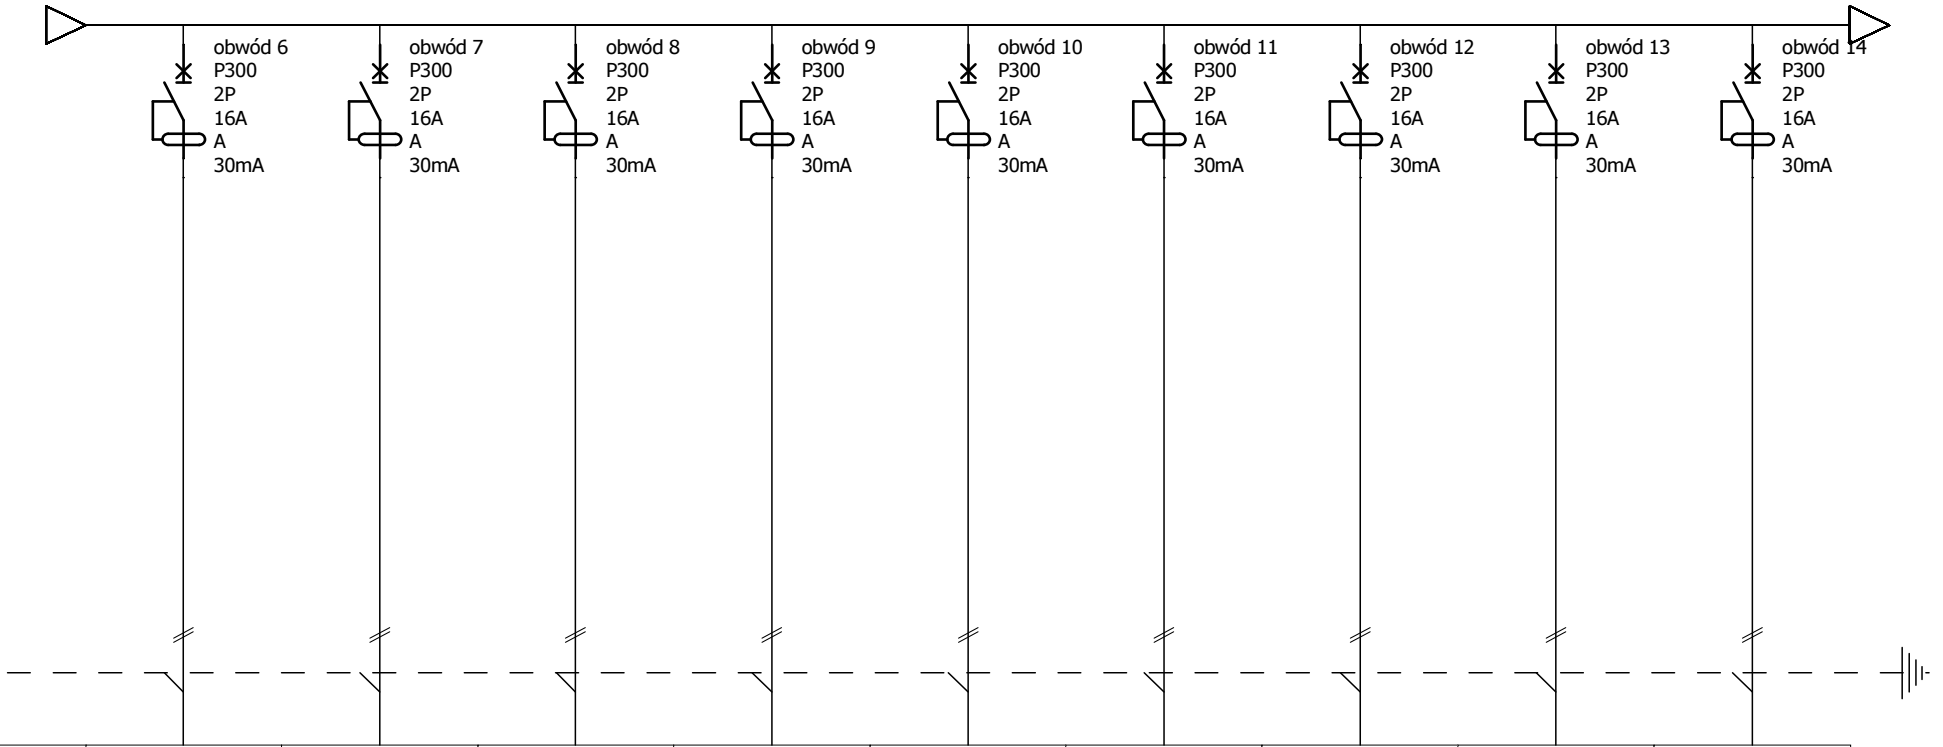 obwód 6
P300
2P
16A
A
30mA
obwód 7
P300
2P
16A
A
30mA
obwód 8
P300
2P
16A
A
30mA
obwód 9
P300
2P
16A
A
30mA
obwód 10
P300
2P
16A
A
30mA
obwód 11
P300
2P
16A
A
30mA
obwód 12
P300
2P
16A
A
30mA
obwód 13
P300
2P
16A
A
30mA
obwód 14
P300
2P
16A
A
30mA